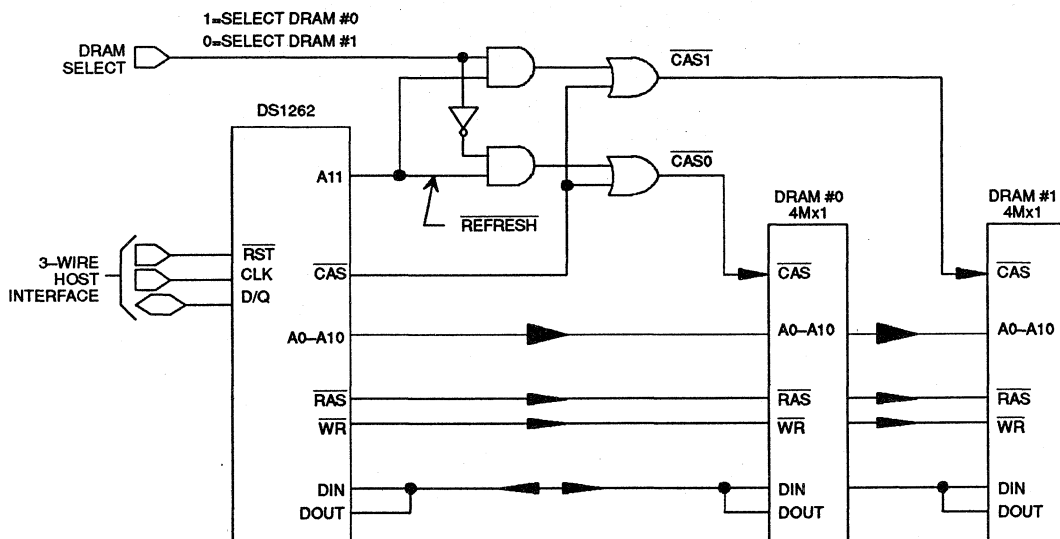 1=SELECT DRAM #0
0=SELECT DRAM #1
DRAM
SELECT
CAS1
DS1262
A11
CAS0
REFRESH
DRAM #0
4Mx1
DRAM #1
4Mx1
3–WIRE
HOST
INTERFACE
RST
CLK
D/Q
CAS
CAS
CAS
A0–A10
A0–A10
A0–A10
RAS
RAS
RAS
WR
WR
WR
DIN
DIN
DIN
DOUT
DOUT
DOUT